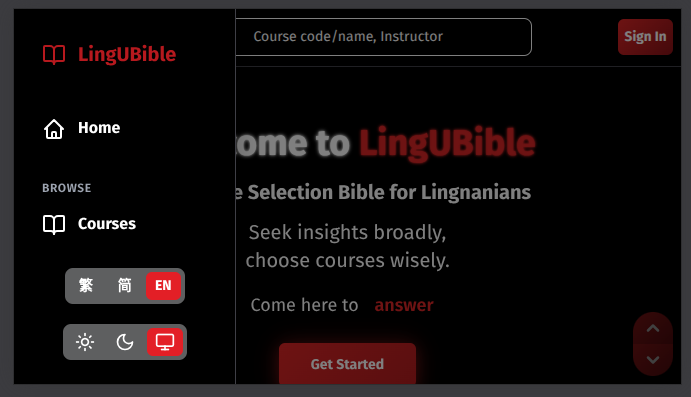 LingUBible
Home
BROWSE
Courses
繁 简 EN
Course code/name, Instructor
Sign In
ome to LingUBible
e Selection Bible for Lingnanians
Seek insights broadly,
choose courses wisely.
Come here to answer
Get Started